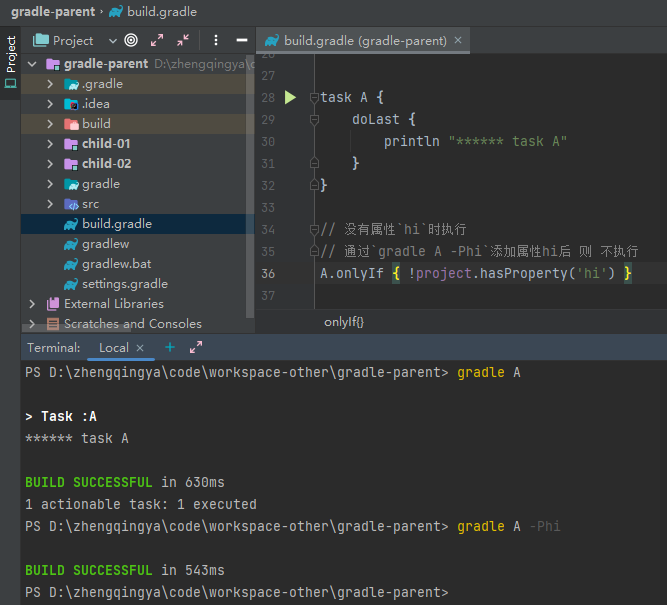 gradle-parent › build.gradle
Project
Project
build.gradle (gradle-parent) ×
gradle-parent D:\zhengqingya\c
.gradle
.idea
build
child-01
child-02
gradle
src
build.gradle
gradlew
gradlew.bat
settings.gradle
External Libraries
Scratches and Consoles
27
28 task A {
29 doLast {
30 println "****** task A"
31 }
32 }
33
34 // 没有属性`hi`时执行
35 // 通过`gradle A -Phi`添加属性hi后 则 不执行
36 A.onlyIf { !project.hasProperty('hi') }
37
onlyIf{}
Terminal: Local × +
PS D:\zhengqingya\code\workspace-other\gradle-parent> gradle A
> Task :A
****** task A
BUILD SUCCESSFUL in 630ms
1 actionable task: 1 executed
PS D:\zhengqingya\code\workspace-other\gradle-parent> gradle A -Phi
BUILD SUCCESSFUL in 543ms
PS D:\zhengqingya\code\workspace-other\gradle-parent>